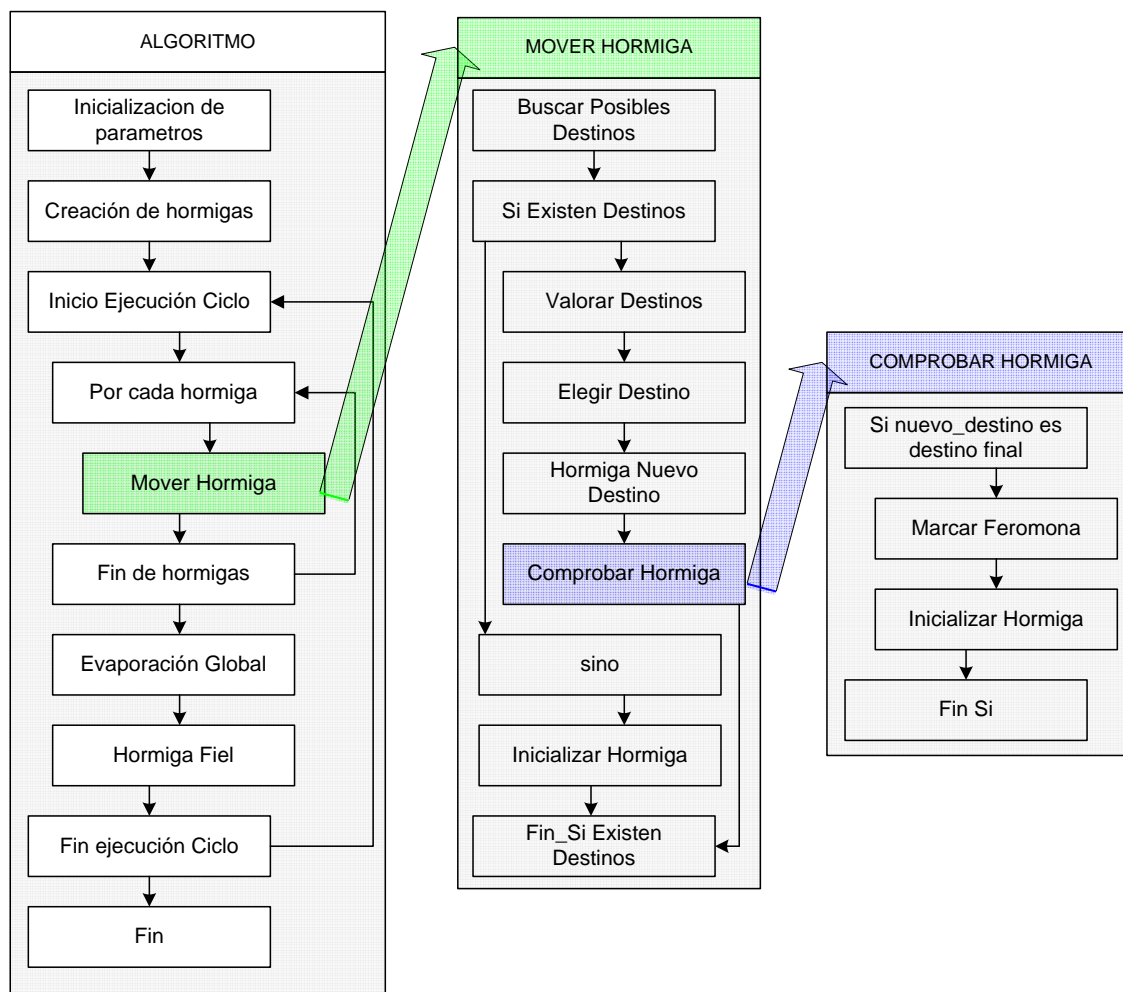 ALGORITMO
Inicializacion de
parametros
Creación de hormigas
Inicio Ejecución Ciclo
Por cada hormiga
Mover Hormiga
Fin de hormigas
Evaporación Global
Hormiga Fiel
Fin ejecución Ciclo
Fin
MOVER HORMIGA
Buscar Posibles
Destinos
Si Existen Destinos
Valorar Destinos
Elegir Destino
Hormiga Nuevo
Destino
Comprobar Hormiga
sino
Inicializar Hormiga
Fin_Si Existen
Destinos
COMPROBAR HORMIGA
Si nuevo_destino es
destino final
Marcar Feromona
Inicializar Hormiga
Fin Si